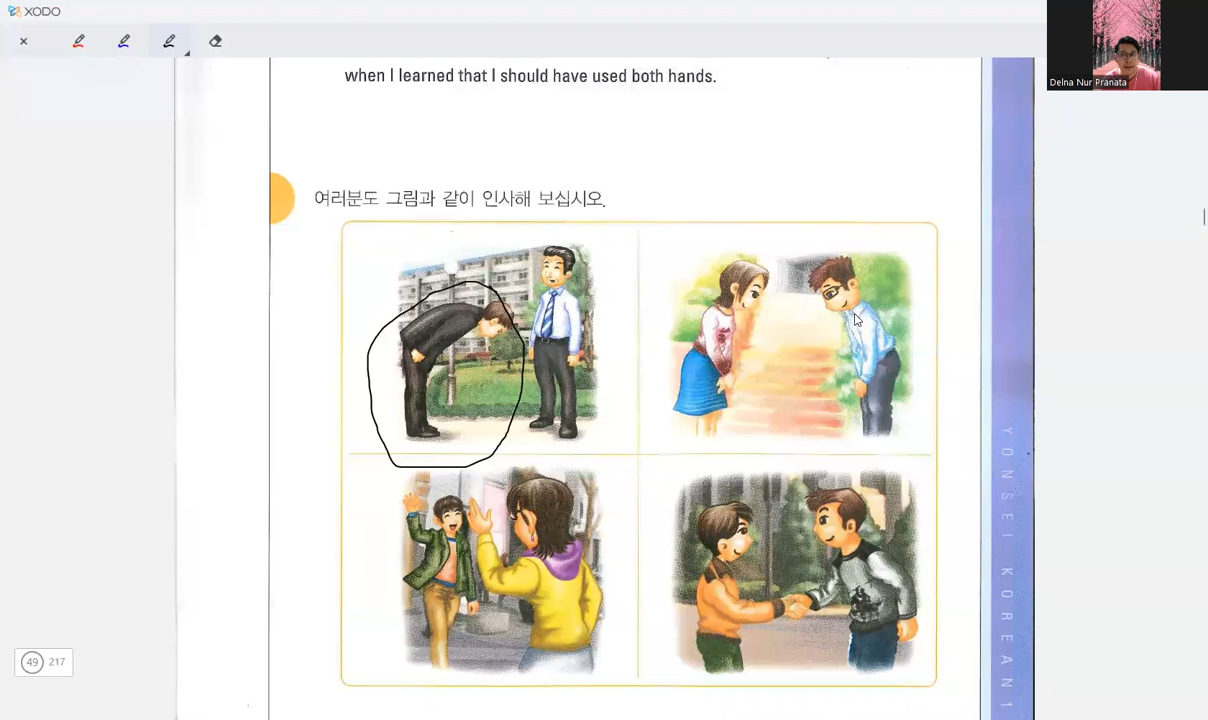 XODO
Delna Nur Pranata
when I learned that I should have used both hands.
여러분도 그림과 같이 인사해 보십시오.
YONSEI KOREAN 1
49 217